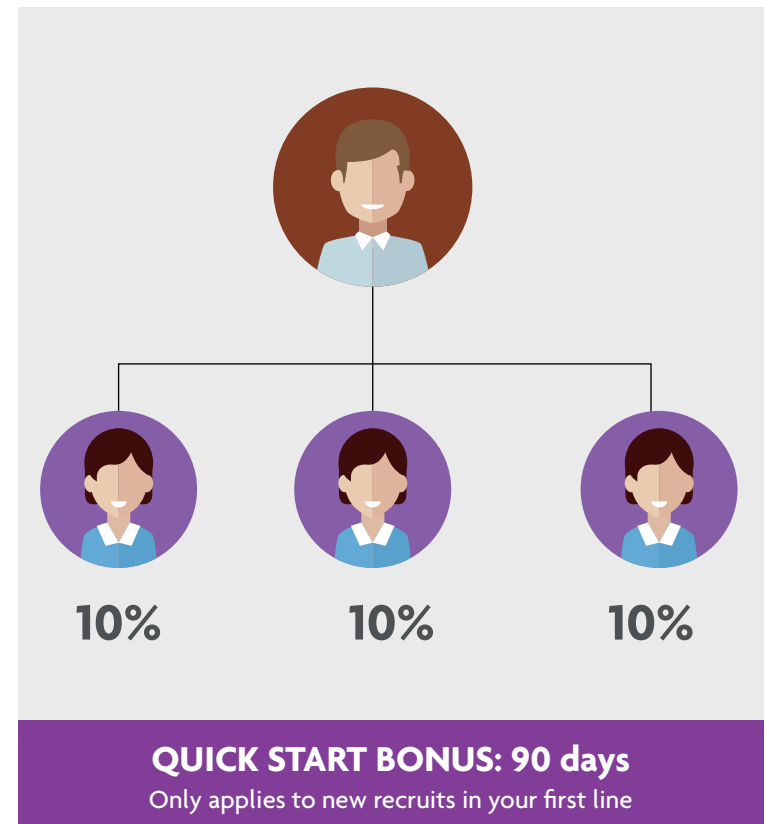 10% 10% 10%
QUICK START BONUS: 90 days
Only applies to new recruits in your first line